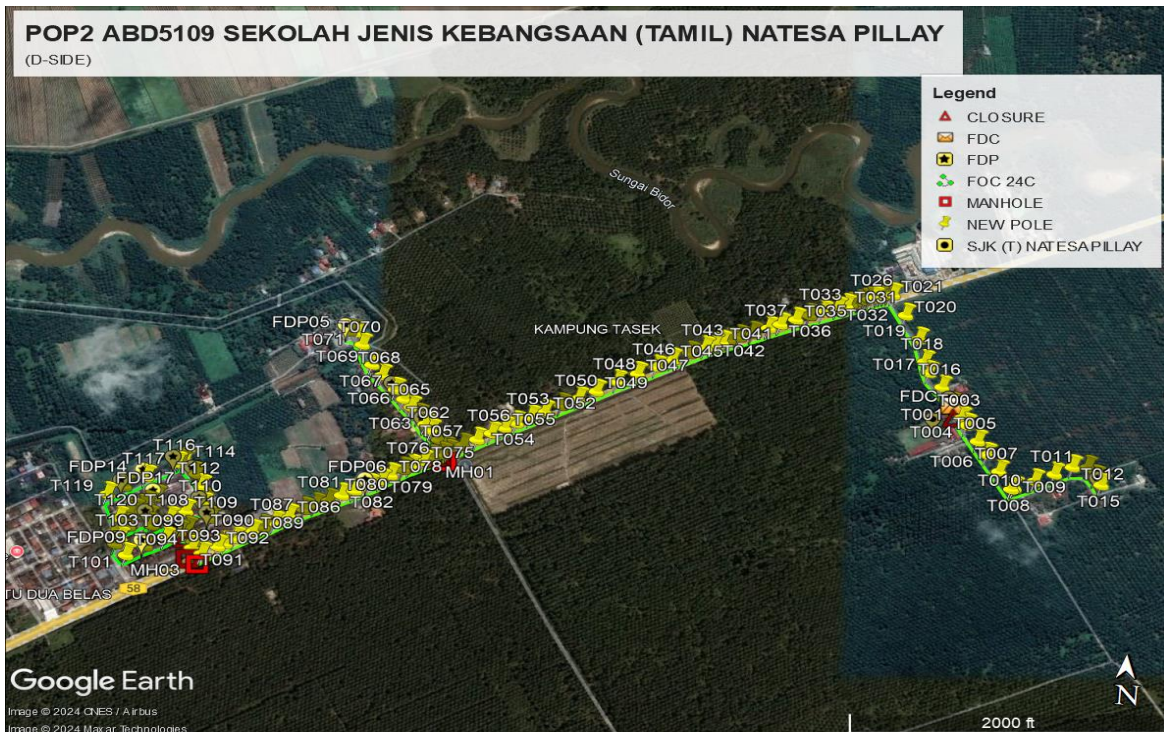 POP2 ABD5109 SEKOLAH JENIS KEBANGSAAN (TAMIL) NATESA PILLAY
(D-SIDE)
Legend
CLOSURE
FDC
FDP
FOC 24C
MANHOLE
NEW POLE
SJK (T) NATESA PILLAY
Sungai Bidor
KAMPUNG TASEK
T026
T021
T033
T031
T020
T037
T035
T032
T036
T019
T043
T041
T018
T046
T045
T042
T017
T016
T048
T047
T050
T049
FDC
T003
T053
T052
T001
T005
T056
T055
T004
T054
T007
T006
T011
T012
T010
T009
T015
T008
FDP05
T070
T071
T069
T068
T067
T065
T066
T062
T063
T057
T076
T075
MH01
T116
T114
T117
FDP14
T112
FDP06
T078
FDP17
T110
T081
T080
T079
T119
T120
T108
T109
T087
T086
T082
T103
T099
T090
T089
FDP09
T094
T093
T092
T101
T091
MH03
58
TU DUA BELAS
Google Earth
Image © 2024 CNES / Airbus
Image © 2024 Maxar Technologies
N
2000 ft